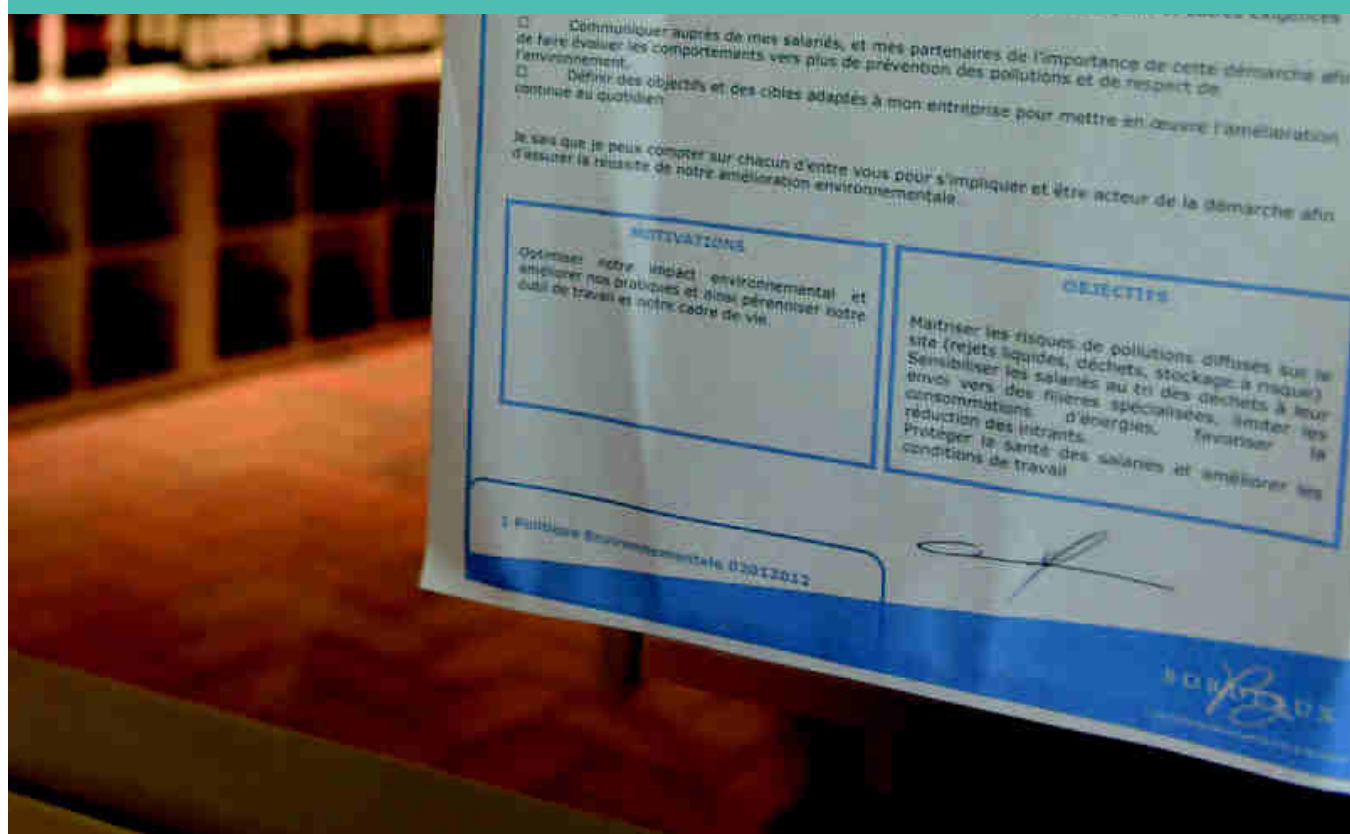 Communiquer auprès de mes salariés, et mes partenaires de l'importance de cette démarche afin
de faire évoluer les comportements vers plus de prévention des pollutions et de respect de
l'environnement.
Définir des objectifs et des cibles adaptés à mon entreprise pour mettre en œuvre l'amélioration
continue au quotidien
Je sais que je peux compter sur chacun d'entre vous pour s'impliquer et être acteur de la démarche afin
d'assurer la réussite de notre amélioration environnementale
MOTIVATIONS
Optimiser notre impact environnemental et
améliorer nos pratiques et ainsi pérenniser notre
outil de travail et notre cadre de vie.
OBJECTIFS
Maitriser les risques de pollutions diffuses sur le
site (rejets liquides, déchets, stockage à risque)
Sensibiliser les salariés au tri des déchets à leur
envoi vers des filières spécialisées, limiter les
consommations d'énergies, favoriser la
réduction des intrants.
Protéger la santé des salariés et améliorer les
conditions de travail
Politique Environnementale 02012012